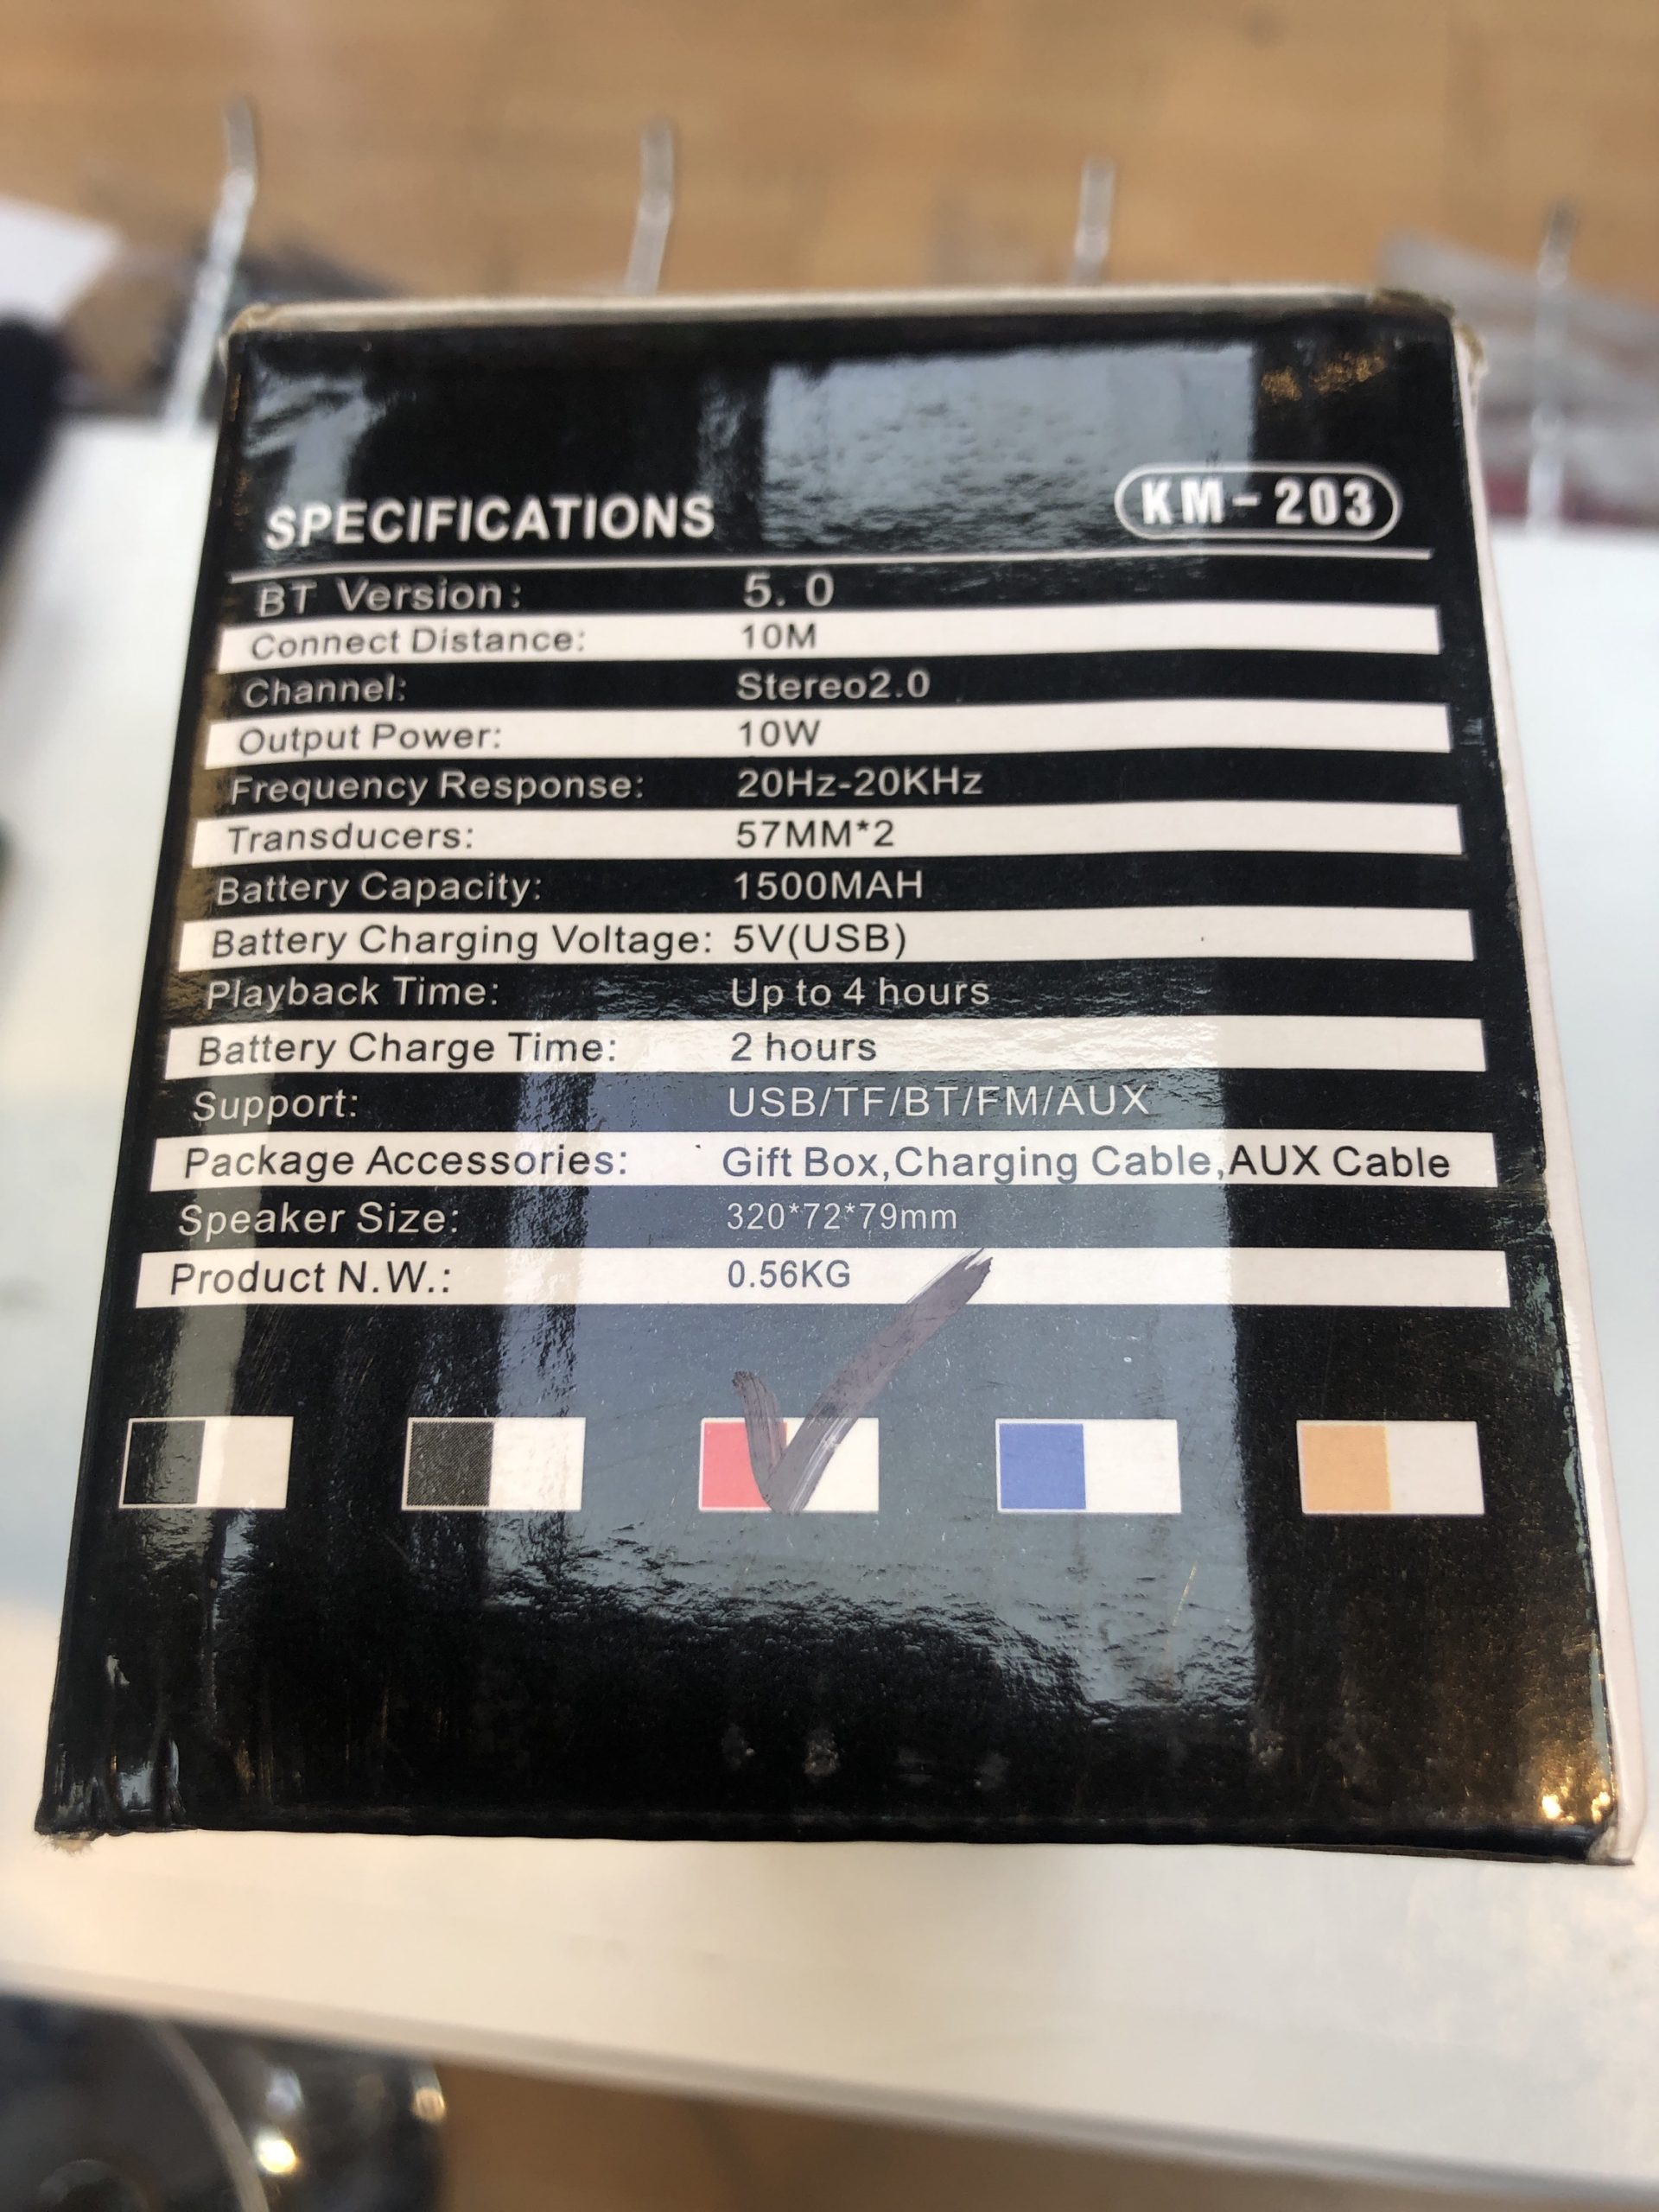 SPECIFICATIONS KM-203
BT Version: 5.0
Connect Distance: 10M
Channel: Stereo2.0
Output Power: 10W
Frequency Response: 20Hz-20KHz
Transducers: 57MM*2
Battery Capacity: 1500MAH
Battery Charging Voltage: 5V(USB)
Playback Time: Up to 4 hours
Battery Charge Time: 2 hours
Support: USB/TF/BT/FM/AUX
Package Accessories: Gift Box,Charging Cable,AUX Cable
Speaker Size: 320*72*79mm
Product N.W.: 0.56KG